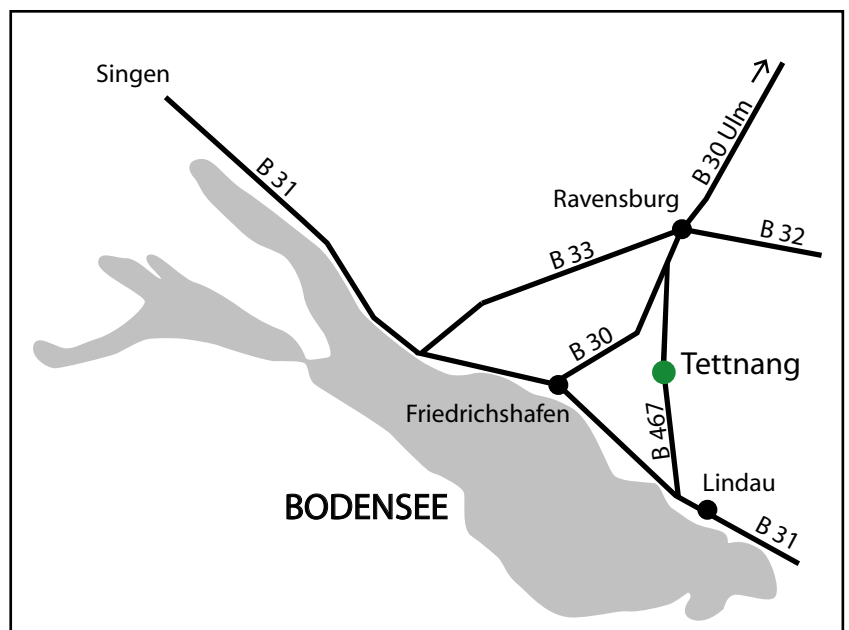 Singen
B 31
B 30 Ulm
Ravensburg
B 32
B 33
B 30
Tettnang
Friedrichshafen
B 467
Lindau
BODENSEE
B 31